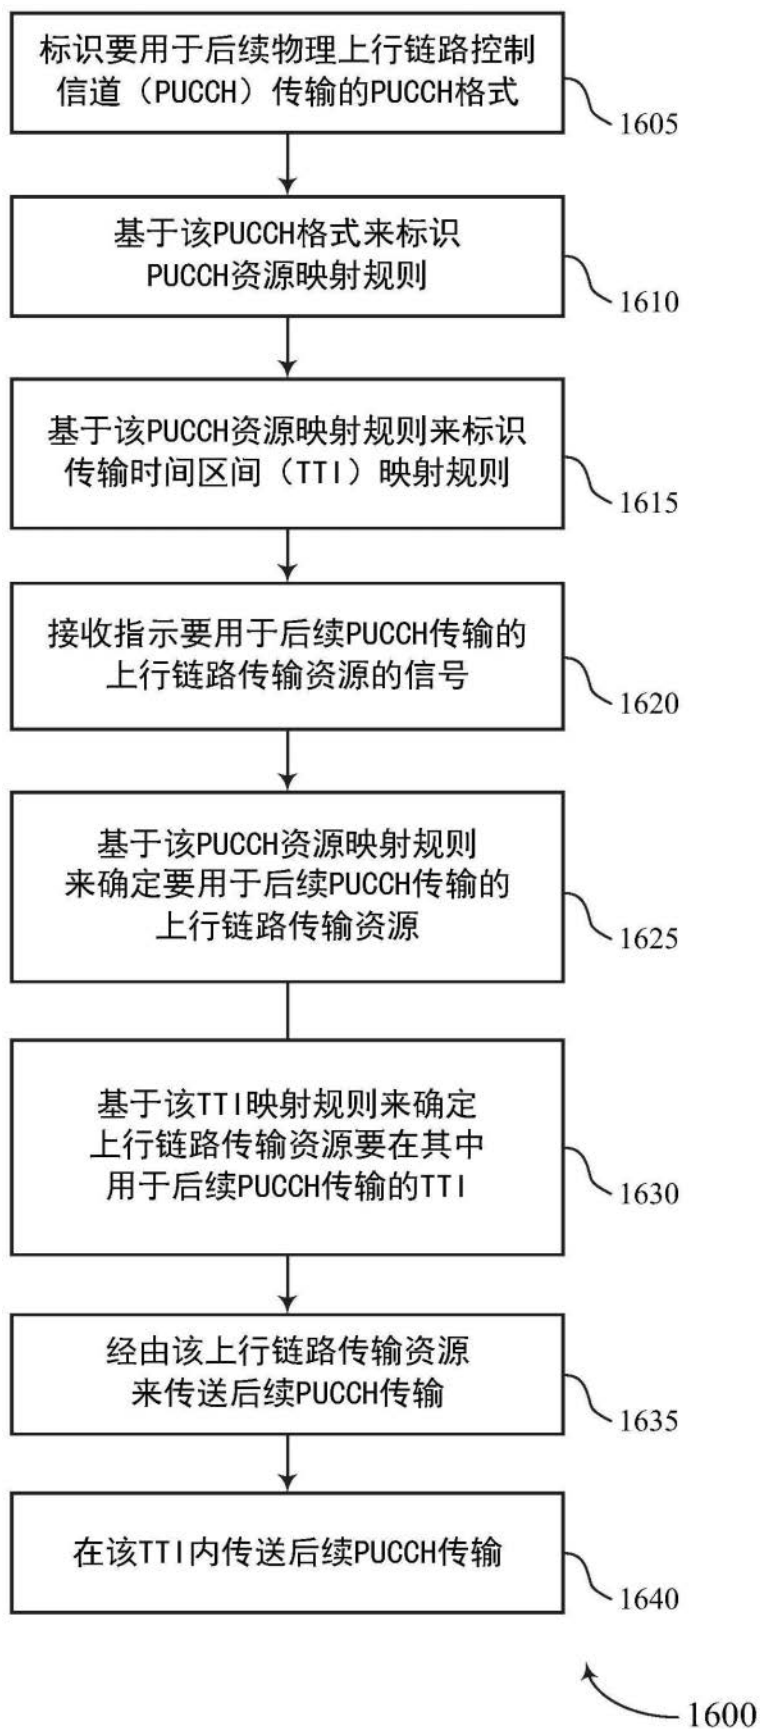 标识要用于后续物理上行链路控制
信道（PUCCH）传输的PUCCH格式
1605
基于该PUCCH格式来标识
PUCCH资源映射规则
1610
基于该PUCCH资源映射规则来标识
传输时间区间（TTI）映射规则
1615
接收指示要用于后续PUCCH传输的
上行链路传输资源的信号
1620
基于该PUCCH资源映射规则
来确定要用于后续PUCCH传输的
上行链路传输资源
1625
基于该TTI映射规则来确定
上行链路传输资源要在其中
用于后续PUCCH传输的TTI
1630
经由该上行链路传输资源
来传送后续PUCCH传输
1635
在该TTI内传送后续PUCCH传输
1640
1600